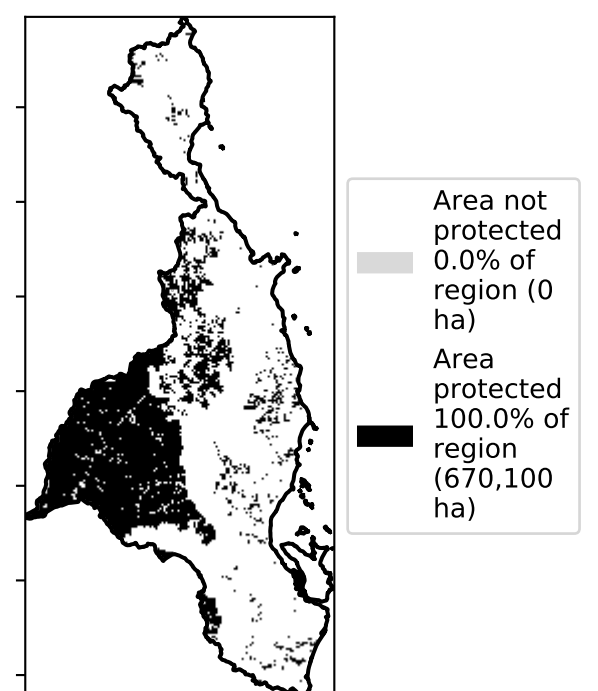 Area not
protected
0.0% of
region (0
ha)
Area
protected
100.0% of
region
(670,100
ha)